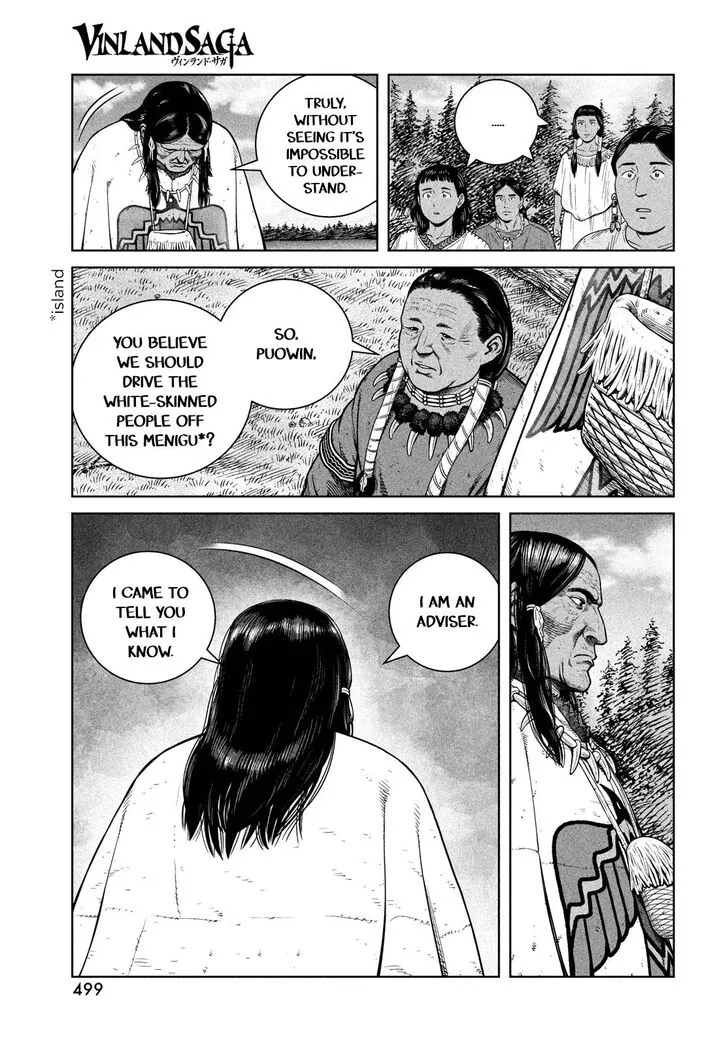 VINLAND SAGA
ヴィンランド・サガ
.....
TRULY,
WITHOUT
SEEING IT'S
IMPOSSIBLE
TO UNDER-
STAND.
SO,
PUOWIN,
YOU BELIEVE
WE SHOULD
DRIVE THE
WHITE-SKINNED
PEOPLE OFF
THIS MENIGU*?
*island
I AM AN
ADVISER.
I CAME TO
TELL YOU
WHAT I
KNOW.
499